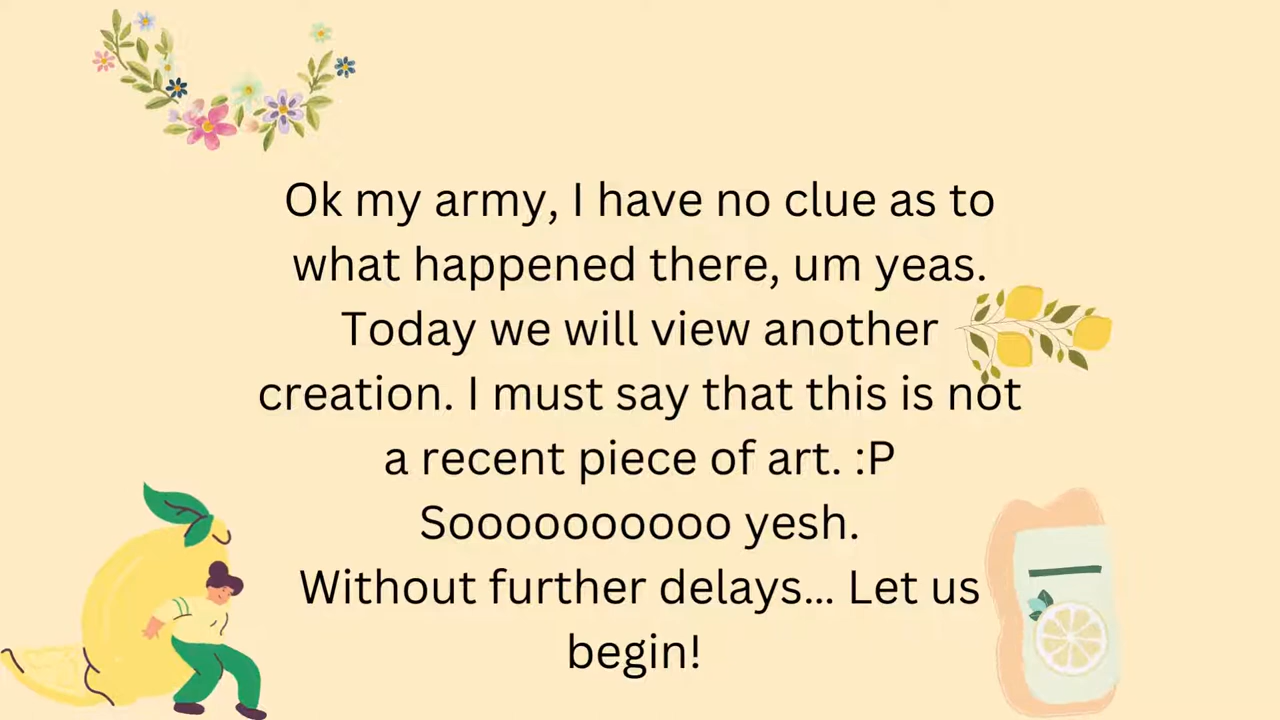 Ok my army, I have no clue as to
what happened there, um yeas.
Today we will view another
creation. I must say that this is not
a recent piece of art. :P
Soooooooooo yesh.
Without further delays... Let us
begin!